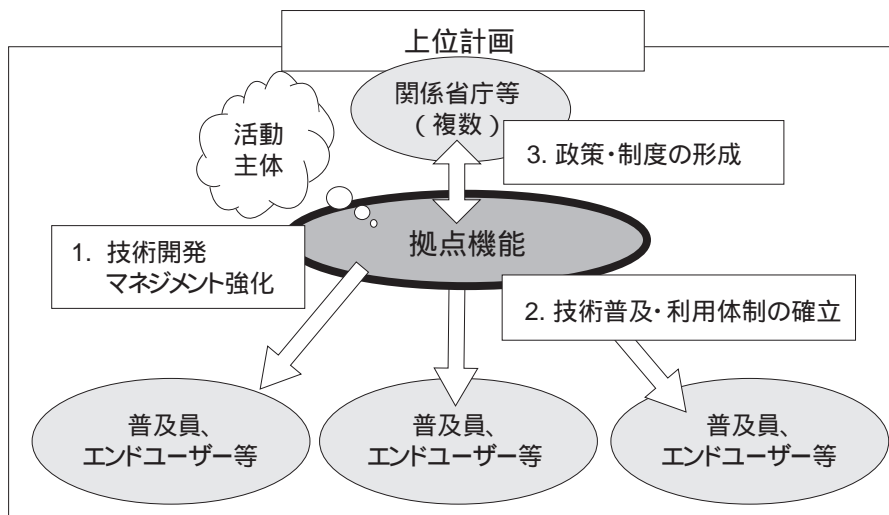 上位計画
関係省庁等
(複数)
活動
主体
3. 政策・制度の形成
拠点機能
1. 技術開発
マネジメント強化
2. 技術普及・利用体制の確立
普及員、
エンドユーザー等
普及員、
エンドユーザー等
普及員、
エンドユーザー等